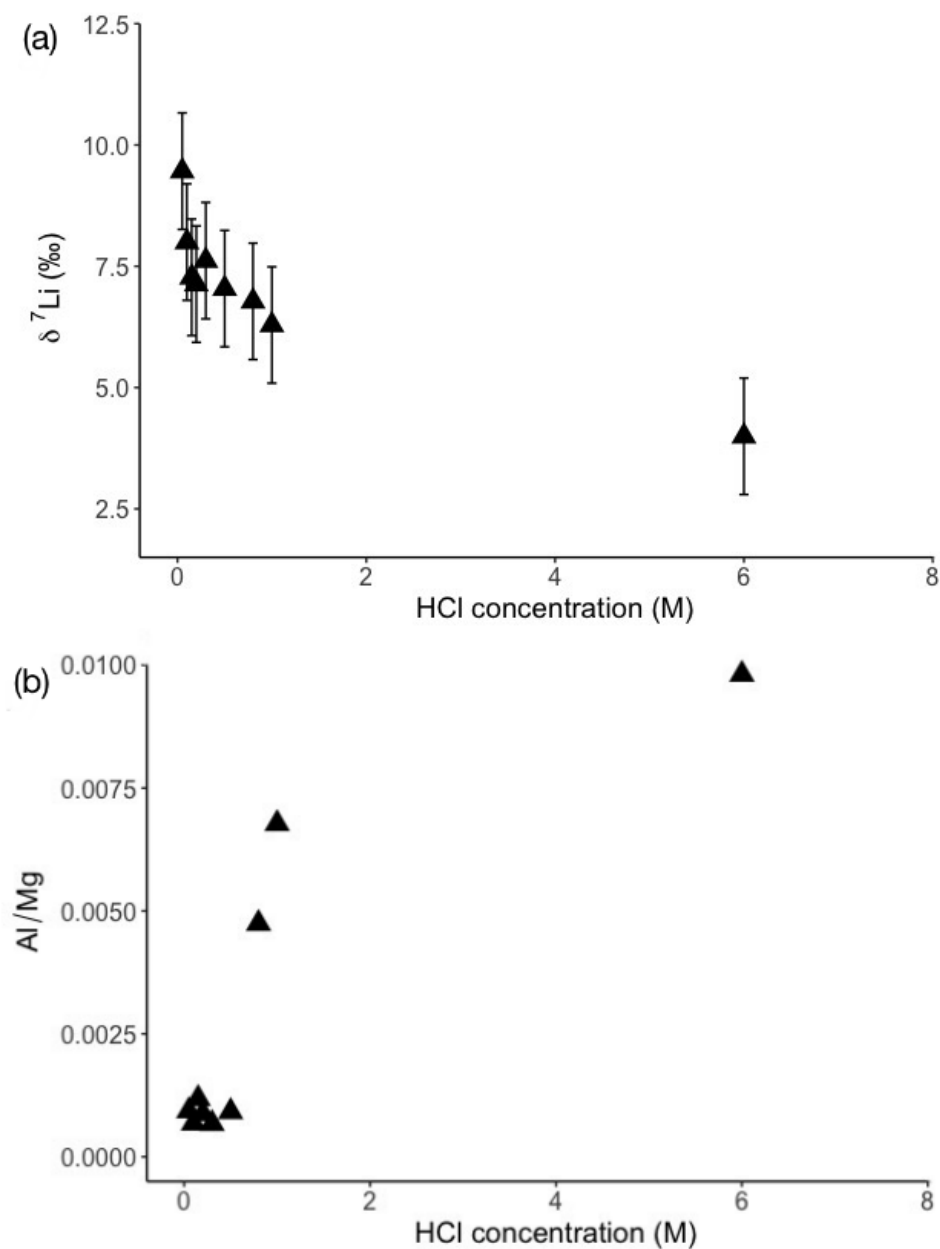 (a)
12.5
10.0
7.5
5.0
2.5
δ ⁷Li (‰)
0 2 4 6 8
HCl concentration (M)
(b)
0.0100
0.0075
0.0050
0.0025
0.0000
Al/Mg
0 2 4 6 8
HCl concentration (M)